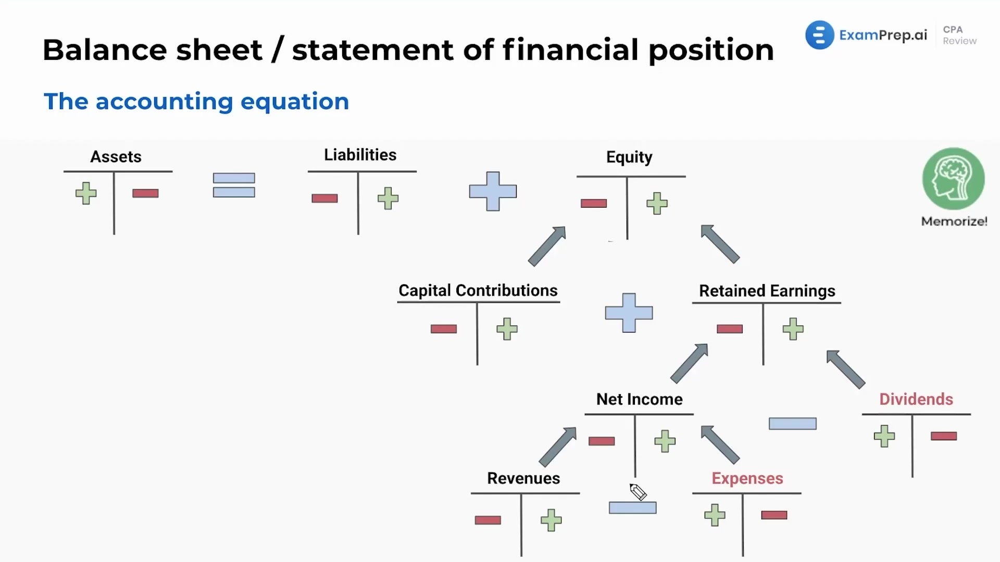 Balance sheet / statement of financial position
ExamPrep.ai
CPA
Review
The accounting equation
Assets
Liabilities
Equity
Memorize!
Capital Contributions
Retained Earnings
Net Income
Dividends
Revenues
Expenses